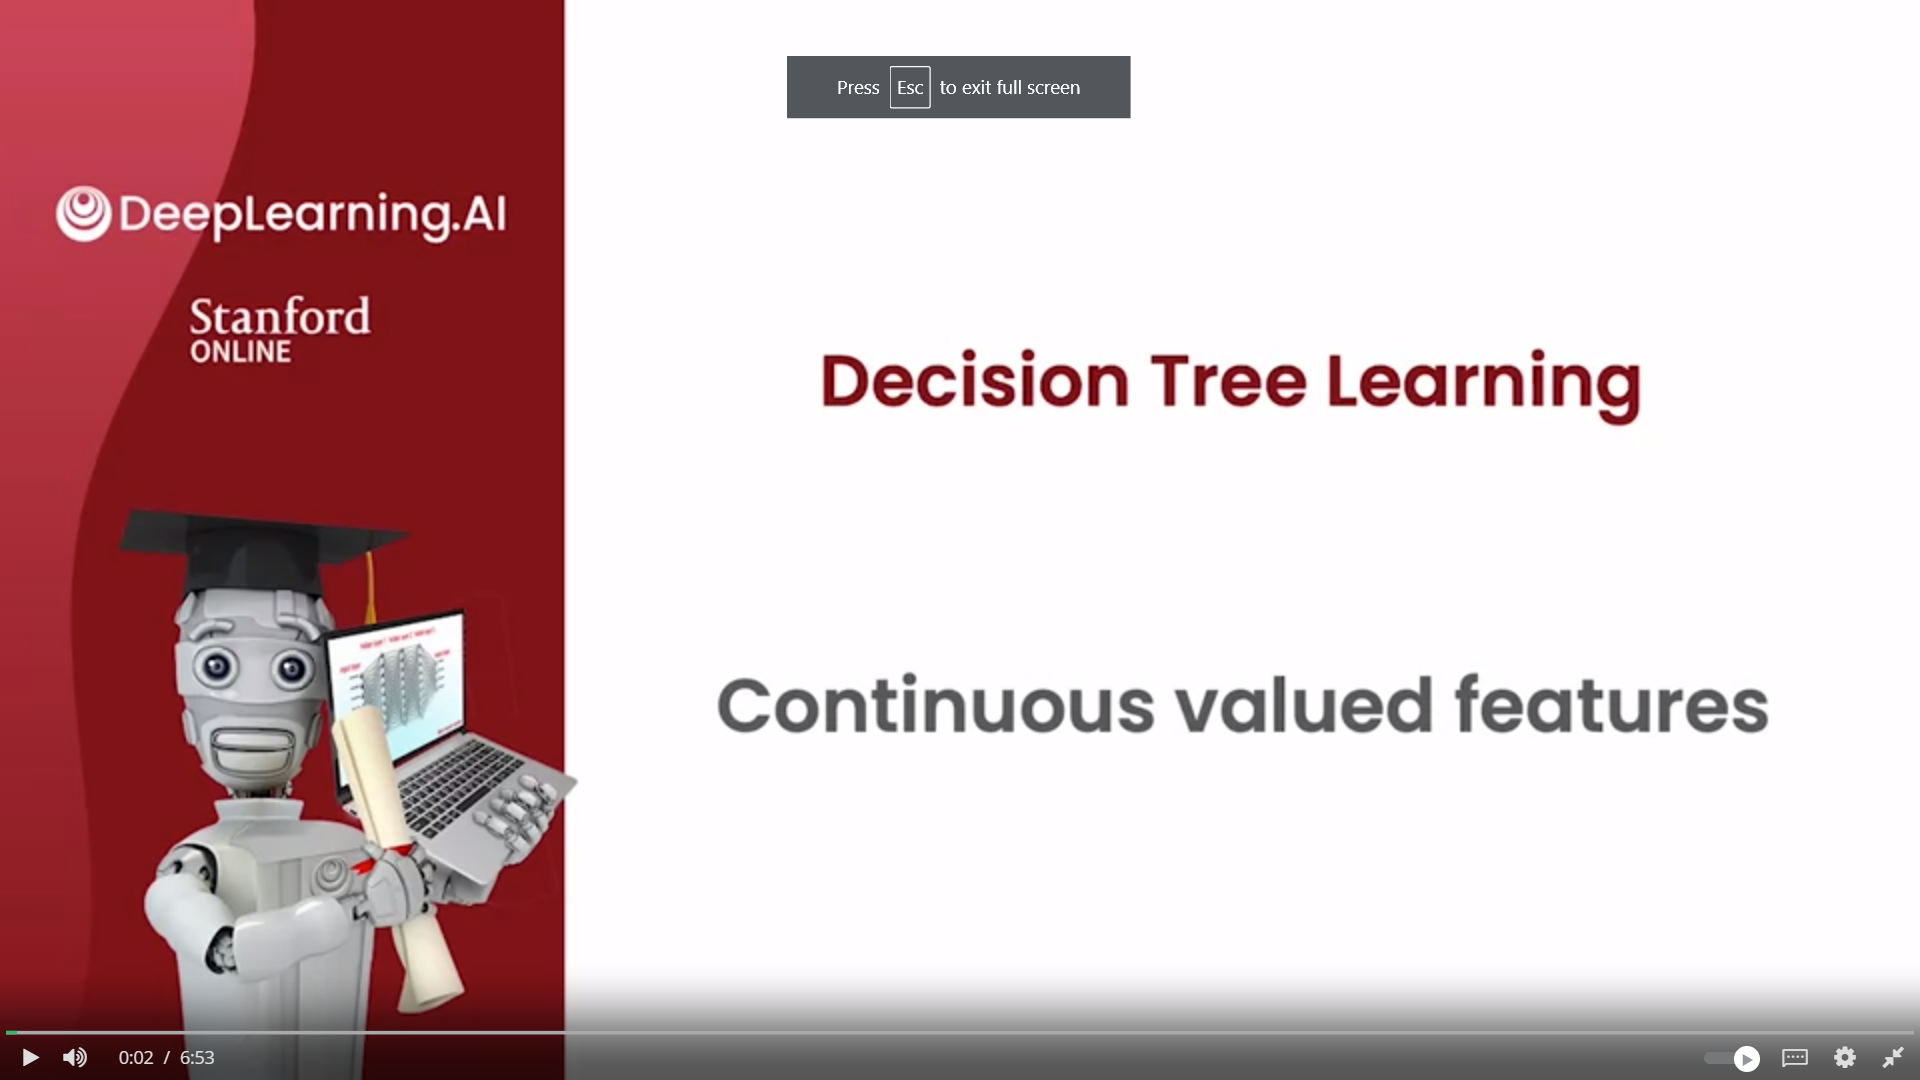 Press Esc to exit full screen
DeepLearning.AI
Stanford
ONLINE
Decision Tree Learning
Continuous valued features
0:02 / 6:53